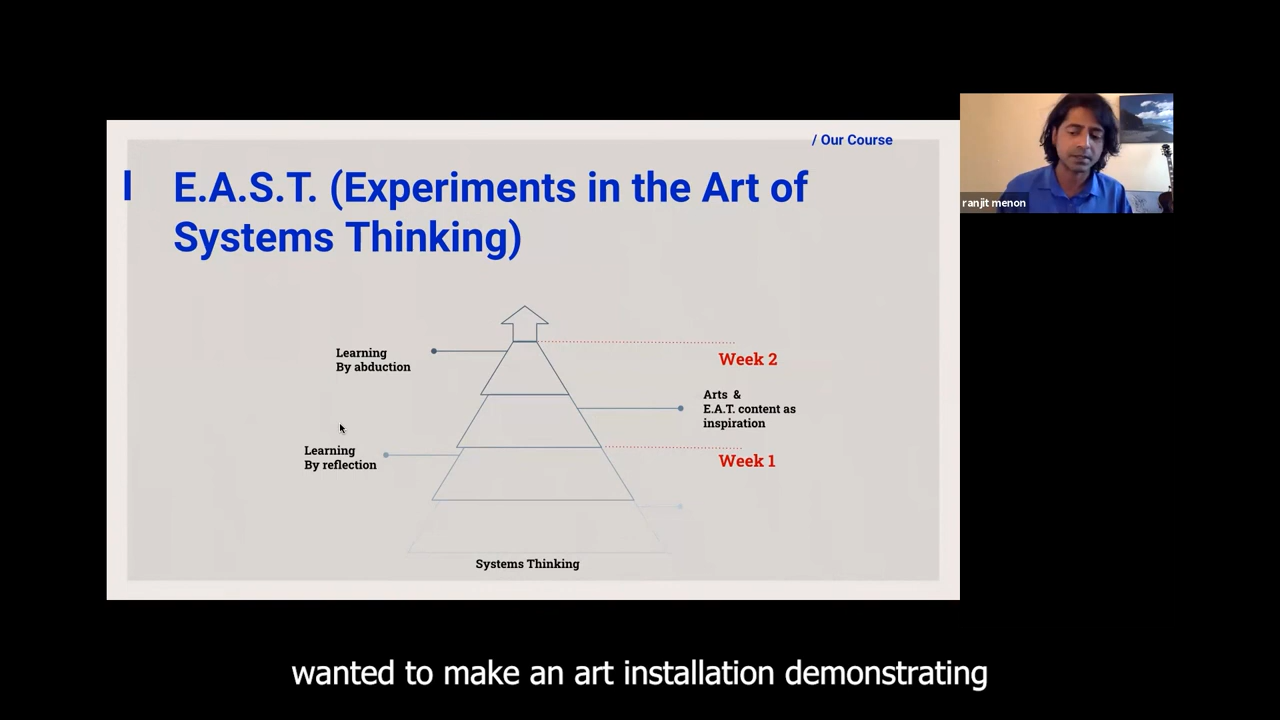 / Our Course
E.A.S.T. (Experiments in the Art of
Systems Thinking)
Learning
By abduction
Week 2
Arts &
E.A.T. content as
inspiration
Learning
By reflection
Week 1
Systems Thinking
ranjit menon
wanted to make an art installation demonstrating